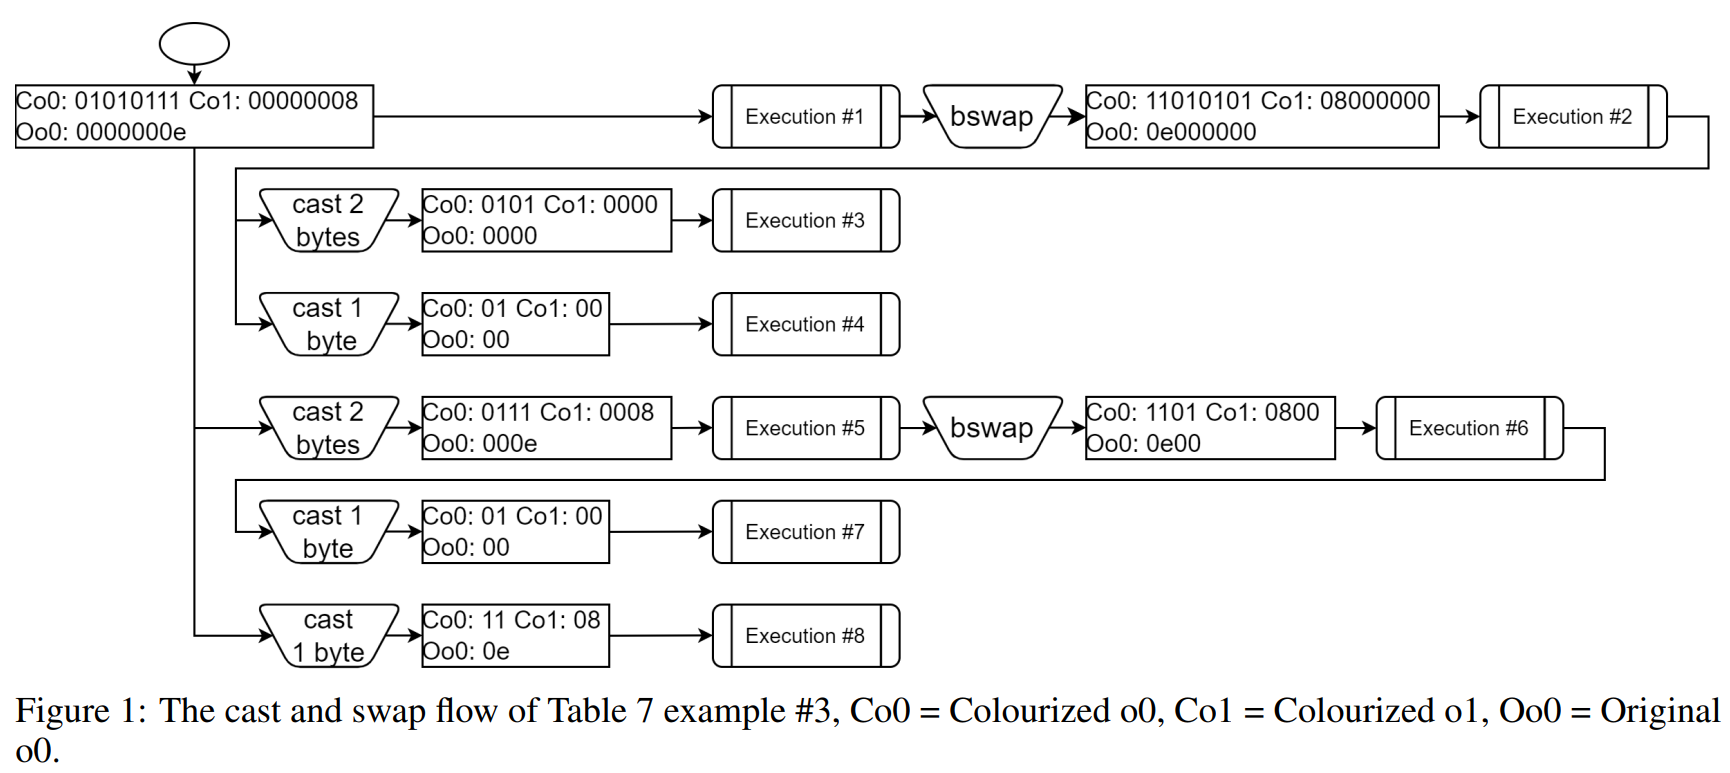 Co0: 01010111 Co1: 00000008
Oo0: 0000000e
Execution #1
bswap
Co0: 11010101 Co1: 08000000
Oo0: 0e000000
Execution #2
cast 2
bytes
Co0: 0101 Co1: 0000
Oo0: 0000
Execution #3
cast 1
byte
Co0: 01 Co1: 00
Oo0: 00
Execution #4
cast 2
bytes
Co0: 0111 Co1: 0008
Oo0: 000e
Execution #5
bswap
Co0: 1101 Co1: 0800
Oo0: 0e00
Execution #6
cast 1
byte
Co0: 01 Co1: 00
Oo0: 00
Execution #7
cast
1 byte
Co0: 11 Co1: 08
Oo0: 0e
Execution #8
Figure 1: The cast and swap flow of Table 7 example #3, Co0 = Colourized o0, Co1 = Colourized o1, Oo0 = Original
o0.